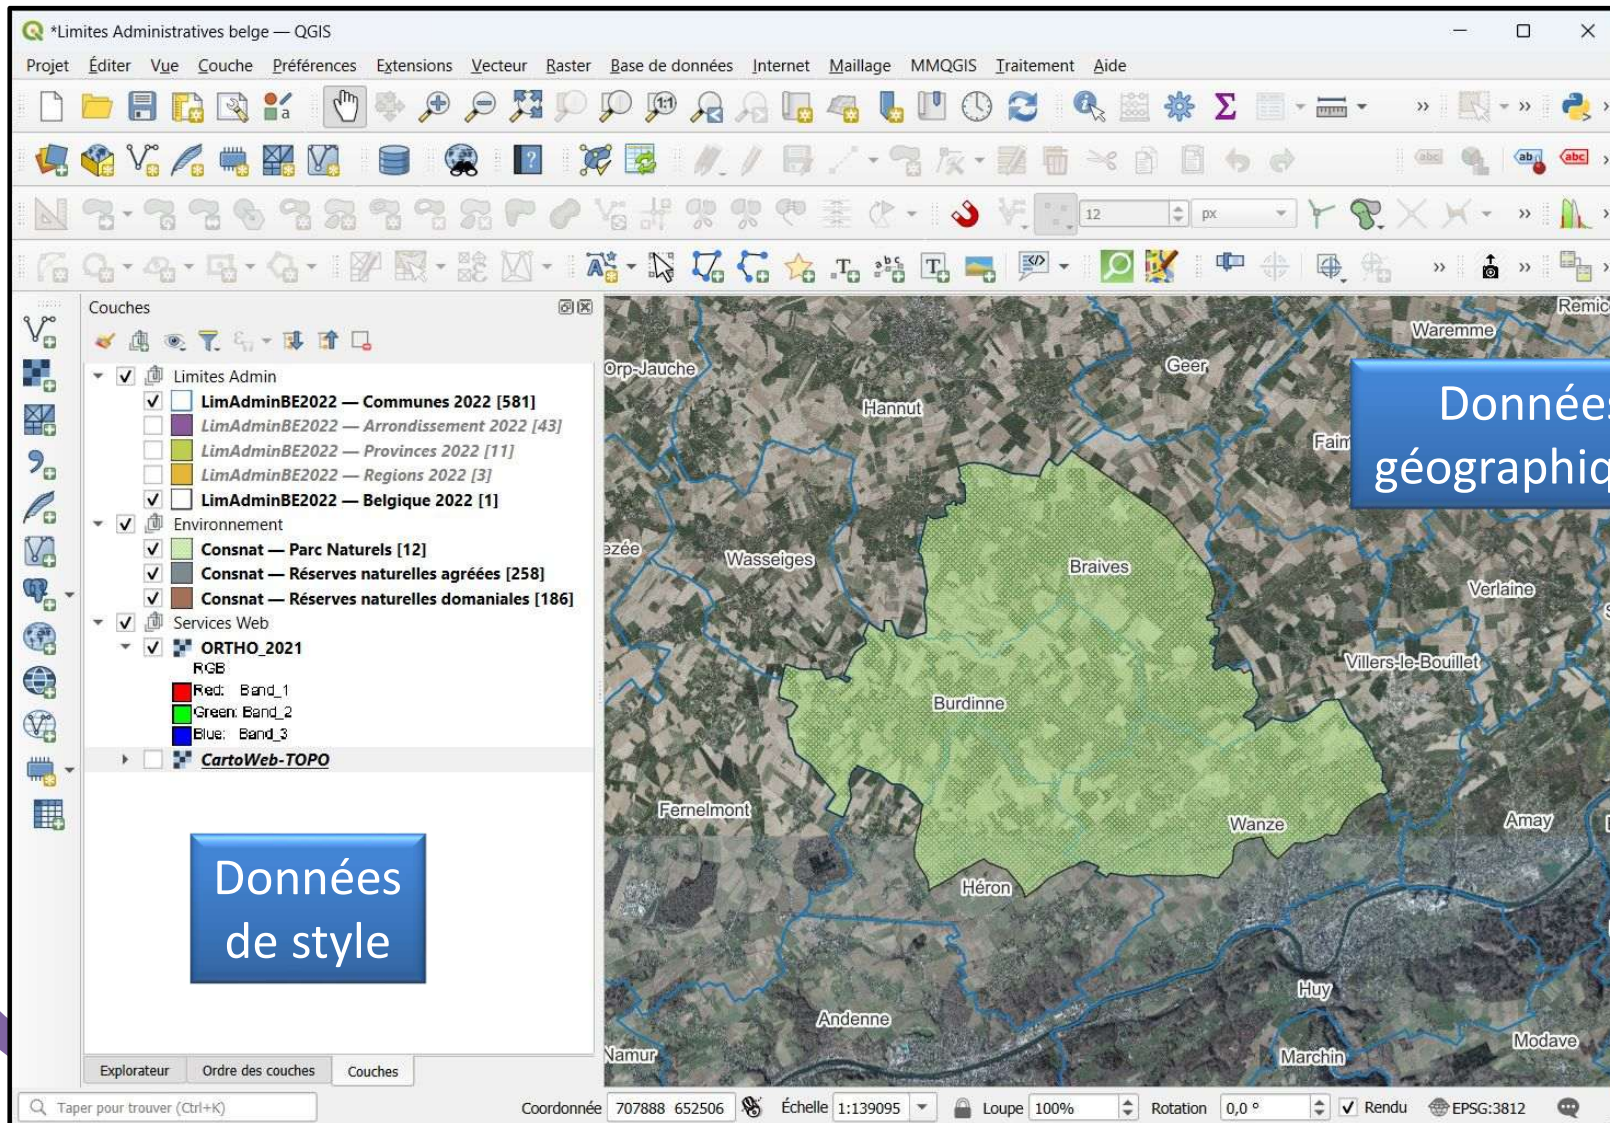 *Limites Administratives belge — QGIS
Projet Éditer Vue Couche Préférences Extensions Vecteur Raster Base de données Internet Maillage MMQGIS Traitement Aide
12 px
Couches
Limites Admin
LimAdminBE2022 — Communes 2022 [581]
LimAdminBE2022 — Arrondissement 2022 [43]
LimAdminBE2022 — Provinces 2022 [11]
LimAdminBE2022 — Regions 2022 [3]
LimAdminBE2022 — Belgique 2022 [1]
Environnement
Consnat — Parc Naturels [12]
Consnat — Réserves naturelles agréées [258]
Consnat — Réserves naturelles domaniales [186]
Services Web
ORTHO_2021
RGB
Red: Band_1
Green: Band_2
Blue: Band_3
CartoWeb-TOPO
Données
de style
Explorateur Ordre des couches Couches
Remic
Waremme
Orp-Jauche
Geer
Hannut
Données
géographiq
Faim
ezée
Wasseiges
Braives
Verlaine
Villers-le-Bouillet
Burdinne
Fernelmont
Wanze
Amay
Héron
Huy
Andenne
Namur
Marchin
Modave
Taper pour trouver (Ctrl+K) Coordonnée 707888 652506 Échelle 1:139095 Loupe 100% Rotation 0,0 ° Rendu EPSG:3812